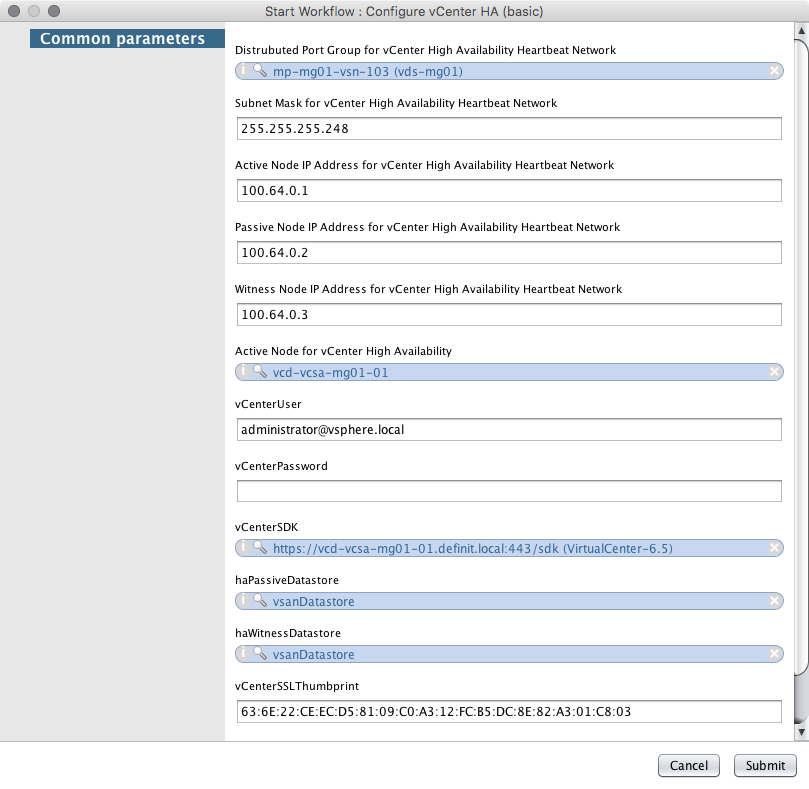 Start Workflow : Configure vCenter HA (basic)
Common parameters
Distrubuted Port Group for vCenter High Availability Heartbeat Network
mp-mg01-vsn-103 (vds-mg01)
Subnet Mask for vCenter High Availability Heartbeat Network
255.255.255.248
Active Node IP Address for vCenter High Availability Heartbeat Network
100.64.0.1
Passive Node IP Address for vCenter High Availability Heartbeat Network
100.64.0.2
Witness Node IP Address for vCenter High Availability Heartbeat Network
100.64.0.3
Active Node for vCenter High Availability
vcd-vcsa-mg01-01
vCenterUser
administrator@vsphere.local
vCenterPassword
vCenterSDK
https://vcd-vcsa-mg01-01.definit.local:443/sdk (VirtualCenter-6.5)
haPassiveDatastore
vsanDatastore
haWitnessDatastore
vsanDatastore
vCenterSSLThumbprint
63:6E:22:CE:EC:D5:81:09:C0:A3:12:FC:B5:DC:8E:82:A3:01:C8:03
Cancel Submit